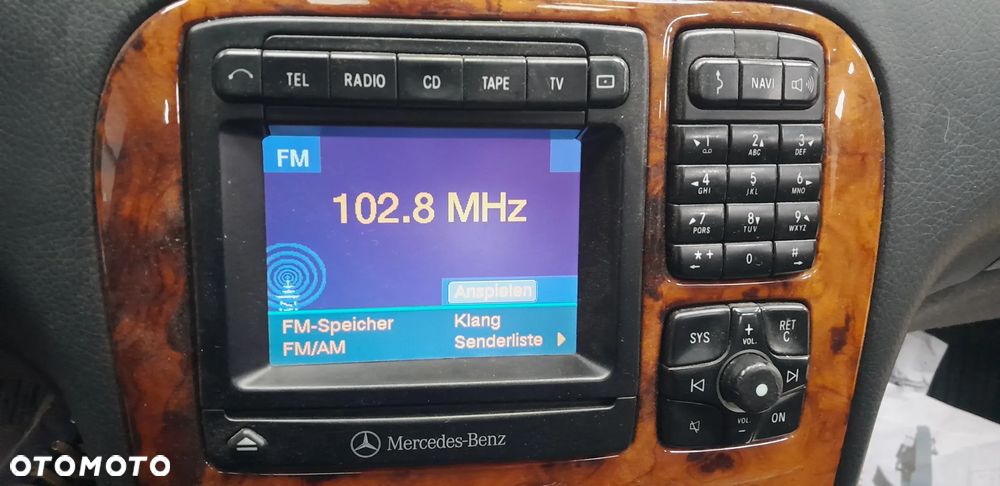 TEL RADIO CD TAPE TV
NAVI
FM
102.8 MHz
Anspielen
FM-Speicher Klang
FM/AM Senderliste
Mercedes-Benz
1 2 ABC 3 DEF
4 GHI 5 JKL 6 MNO
7 PQRS 8 TUV 9 WXYZ
* + 0 #
SYS + VOL. RET C
VOL. - ON
OTOMOTO